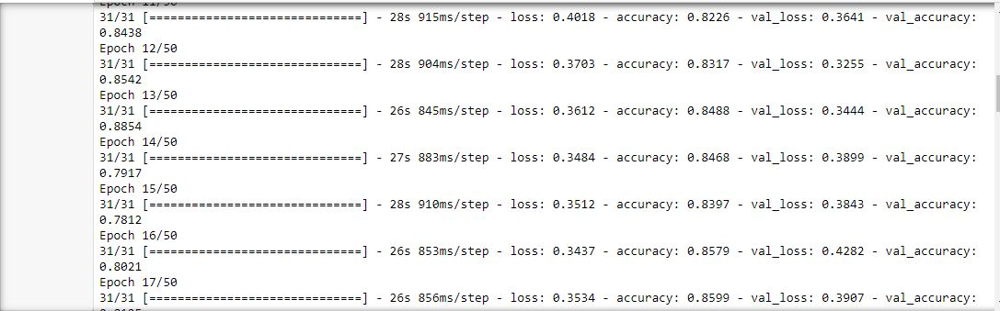 Epoch 11/50
31/31 [==============================] - 28s 915ms/step - loss: 0.4018 - accuracy: 0.8226 - val_loss: 0.3641 - val_accuracy:
0.8438
Epoch 12/50
31/31 [==============================] - 28s 904ms/step - loss: 0.3703 - accuracy: 0.8317 - val_loss: 0.3255 - val_accuracy:
0.8542
Epoch 13/50
31/31 [==============================] - 26s 845ms/step - loss: 0.3612 - accuracy: 0.8488 - val_loss: 0.3444 - val_accuracy:
0.8854
Epoch 14/50
31/31 [==============================] - 27s 883ms/step - loss: 0.3484 - accuracy: 0.8468 - val_loss: 0.3899 - val_accuracy:
0.7917
Epoch 15/50
31/31 [==============================] - 28s 910ms/step - loss: 0.3512 - accuracy: 0.8397 - val_loss: 0.3843 - val_accuracy:
0.7812
Epoch 16/50
31/31 [==============================] - 26s 853ms/step - loss: 0.3437 - accuracy: 0.8579 - val_loss: 0.4282 - val_accuracy:
0.8021
Epoch 17/50
31/31 [==============================] - 26s 856ms/step - loss: 0.3534 - accuracy: 0.8599 - val_loss: 0.3907 - val_accuracy: